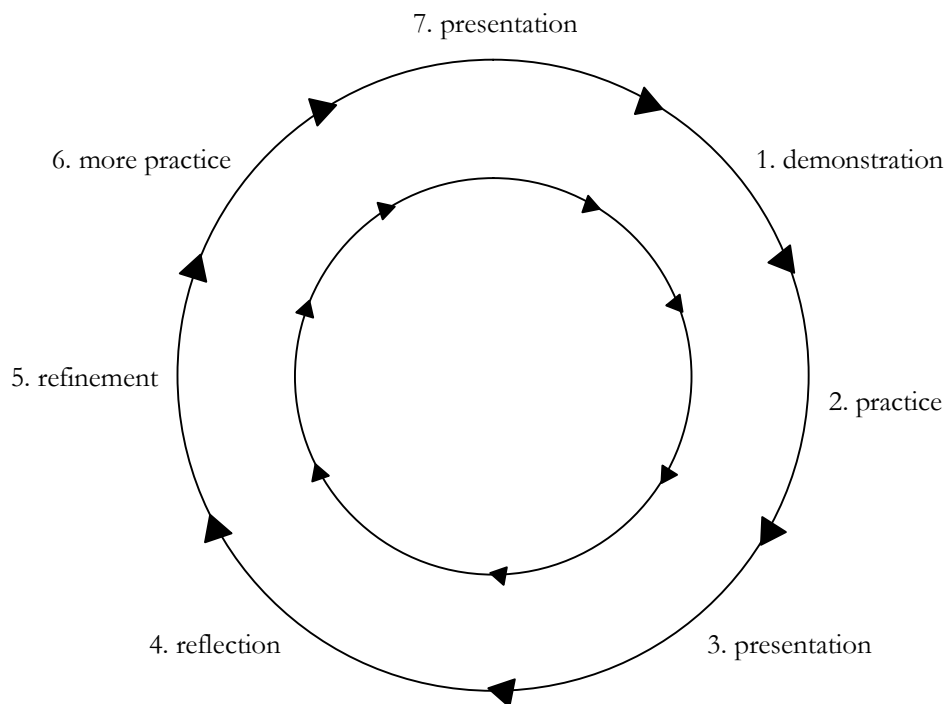 7. presentation
6. more practice
1. demonstration
5. refinement
2. practice
4. reflection
3. presentation